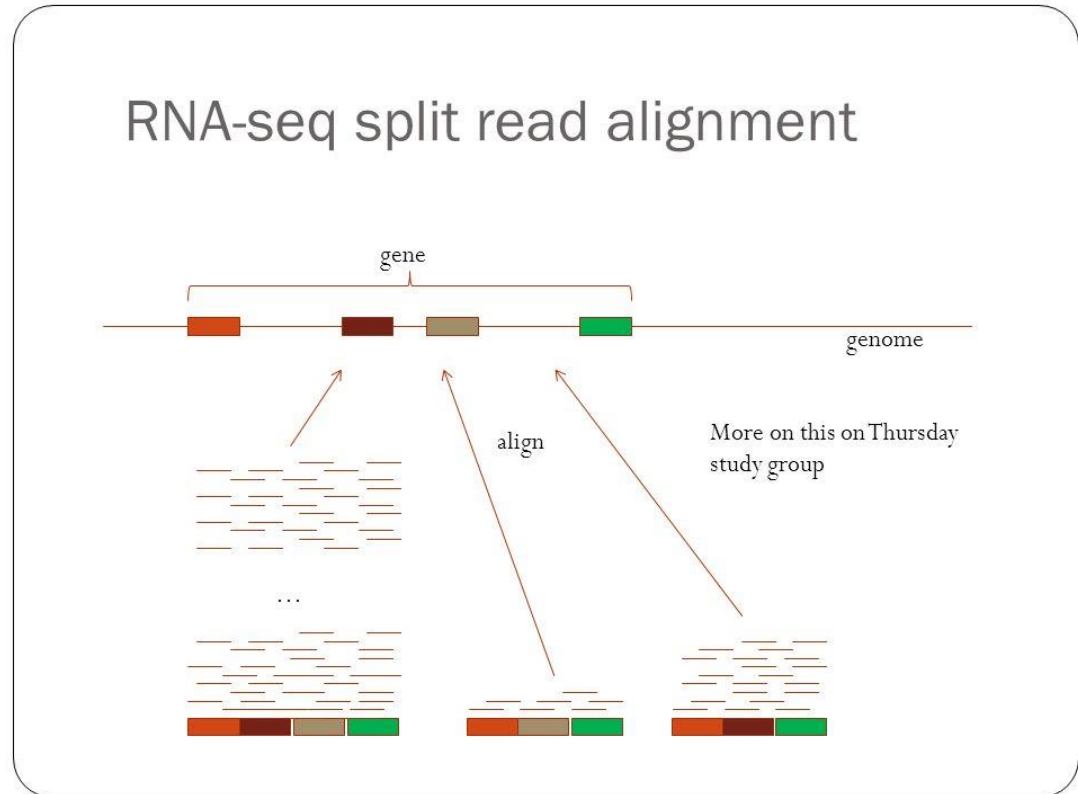 RNA-seq split read alignment
gene
genome
align
More on this on Thursday
study group
...